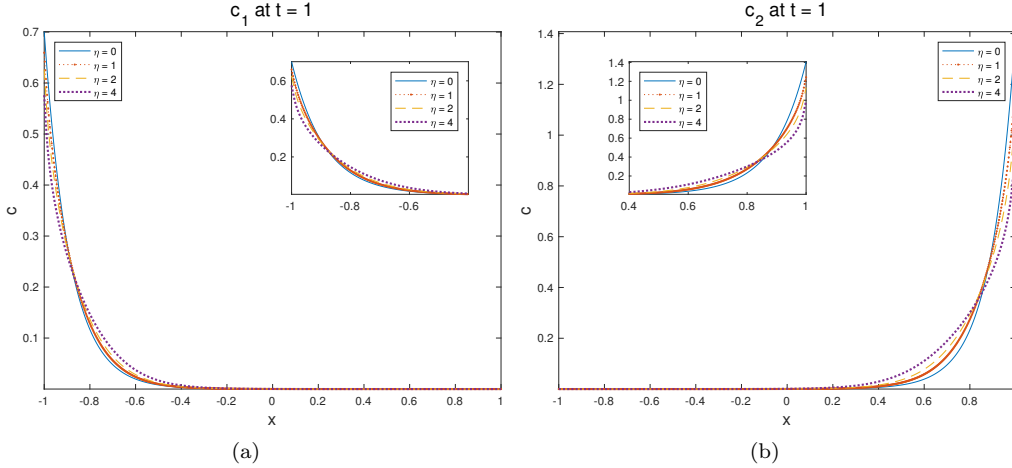 c1 at t = 1
0.7
0.6
0.5
0.4
0.3
0.2
0.1
c
η = 0
η = 1
η = 2
η = 4
0.6
0.4
0.2
-1 -0.8 -0.6
η = 0
η = 1
η = 2
η = 4
-1 -0.8 -0.6 -0.4 -0.2 0 0.2 0.4 0.6 0.8 1
x
(a)
c2 at t = 1
1.4
1.2
1
0.8
0.6
0.4
0.2
c
1.4
1.2
1
0.8
0.6
0.4
0.2
0.4 0.6 0.8 1
η = 0
η = 1
η = 2
η = 4
η = 0
η = 1
η = 2
η = 4
-1 -0.8 -0.6 -0.4 -0.2 0 0.2 0.4 0.6 0.8
x
(b)